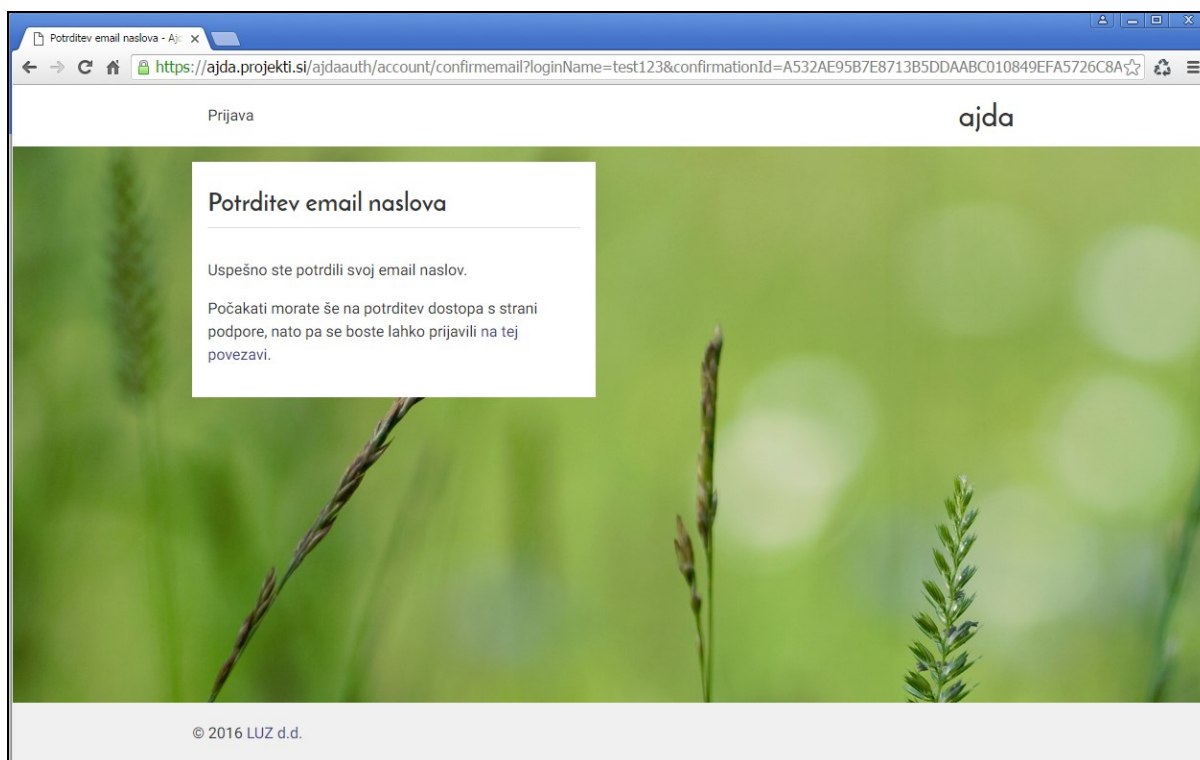 Potrditev email naslova - Ajd
https://ajda.projekti.si/ajdaauth/account/confirmemail?loginName=test123&confirmationId=A532AE95B7E8713B5DDAABC010849EFA5726C8A
Prijava
ajda
Potrditev email naslova
Uspešno ste potrdili svoj email naslov.
Počakati morate še na potrditev dostopa s strani
podpore, nato pa se boste lahko prijavili na tej
povezavi.
© 2016 LUZ d.d.